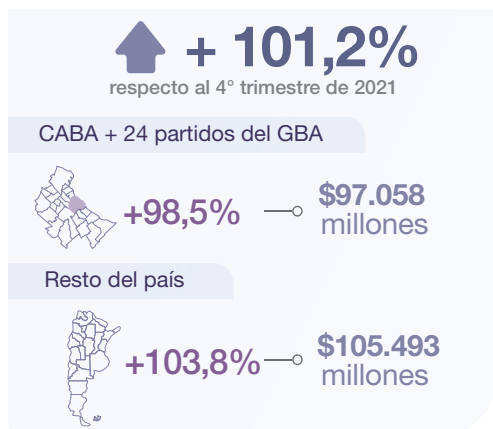 + 101,2%
respecto al 4° trimestre de 2021
CABA + 24 partidos del GBA
+98,5%
$97.058
millones
Resto del país
+103,8%
$105.493
millones